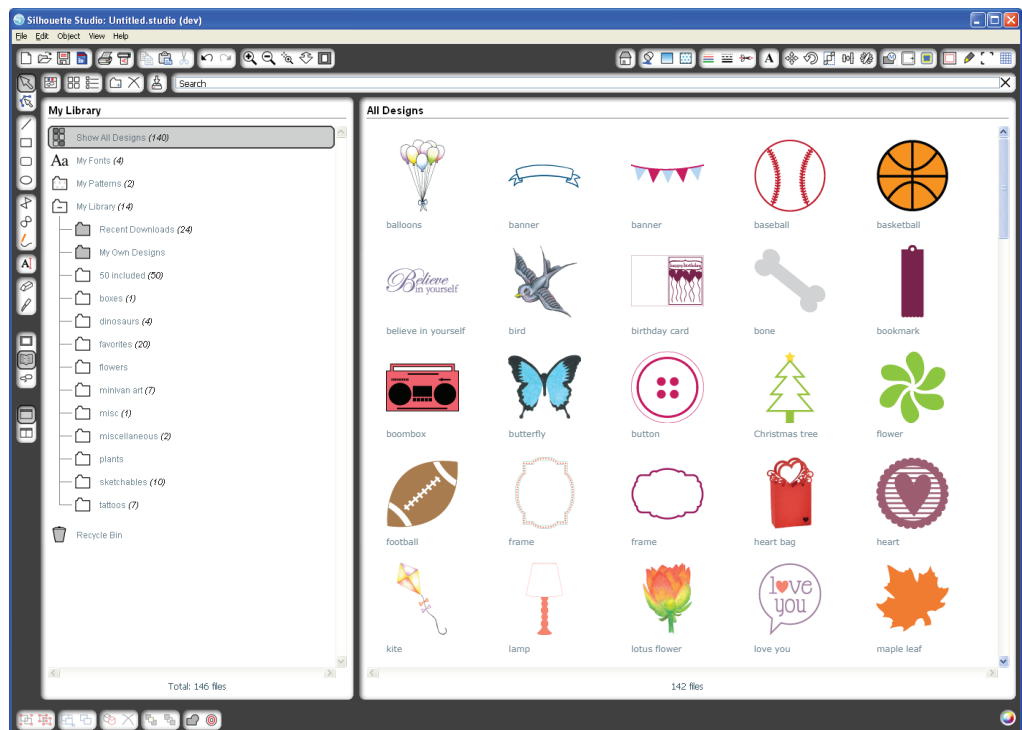 Silhouette Studio: Untitled.studio (dev)
File Edit Object View Help
A
Search
A
My Library
Show All Designs (140)
Aa My Fonts (4)
My Patterns (2)
My Library (14)
Recent Downloads (24)
My Own Designs
50 included (50)
boxes (1)
dinosaurs (4)
favorites (20)
flowers
minivan art (7)
misc (1)
miscellaneous (2)
plants
sketchables (10)
tattoos (7)
Recycle Bin
Total: 146 files
All Designs
balloons banner banner baseball basketball
Believe
in yourself
happy birthday
believe in yourself bird birthday card bone bookmark
boombox butterfly button Christmas tree flower
football frame frame heart bag heart
love
you
kite lamp lotus flower love you maple leaf
142 files